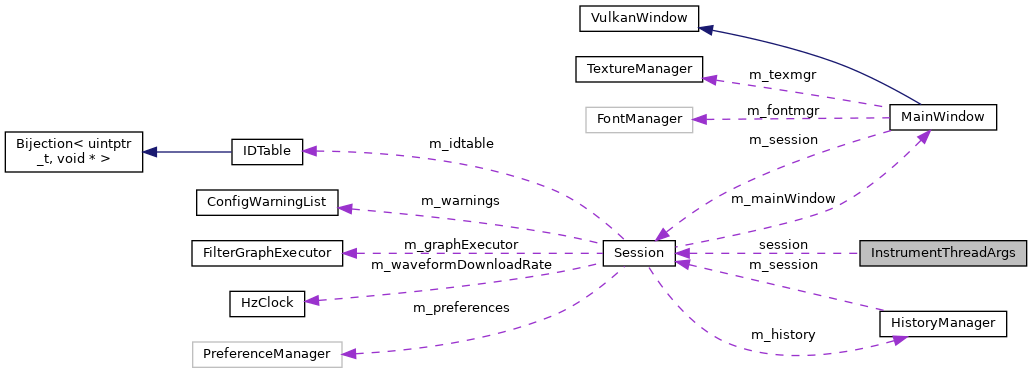 VulkanWindow
TextureManager
m_texmgr
m_fontmgr
FontManager
MainWindow
m_session
Bijection< uintptr
_t, void * >
IDTable
m_idtable
m_mainWindow
ConfigWarningList
m_warnings
m_graphExecutor
session
FilterGraphExecutor
Session
InstrumentThreadArgs
m_waveformDownloadRate
m_session
HzClock
m_preferences
HistoryManager
m_history
PreferenceManager